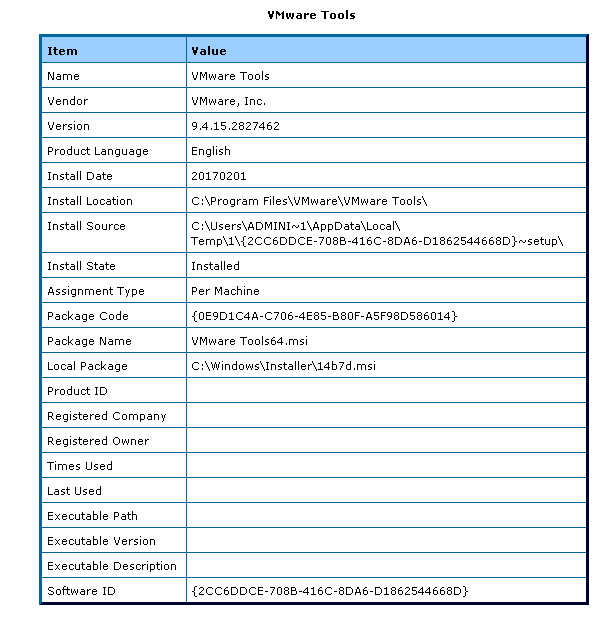 VMware Tools
Item Value
Name VMware Tools
Vendor VMware, Inc.
Version 9.4.15.2827462
Product Language English
Install Date 20170201
Install Location C:\Program Files\VMware\VMware Tools\
Install Source C:\Users\ADMINI~1\AppData\Local\
Temp\1\{2CC6DDCE-708B-416C-8DA6-D1862544668D}~setup\
Install State Installed
Assignment Type Per Machine
Package Code {0E9D1C4A-C706-4E85-B80F-A5F98D586014}
Package Name VMware Tools64.msi
Local Package C:\Windows\Installer\14b7d.msi
Product ID
Registered Company
Registered Owner
Times Used
Last Used
Executable Path
Executable Version
Executable Description
Software ID {2CC6DDCE-708B-416C-8DA6-D1862544668D}